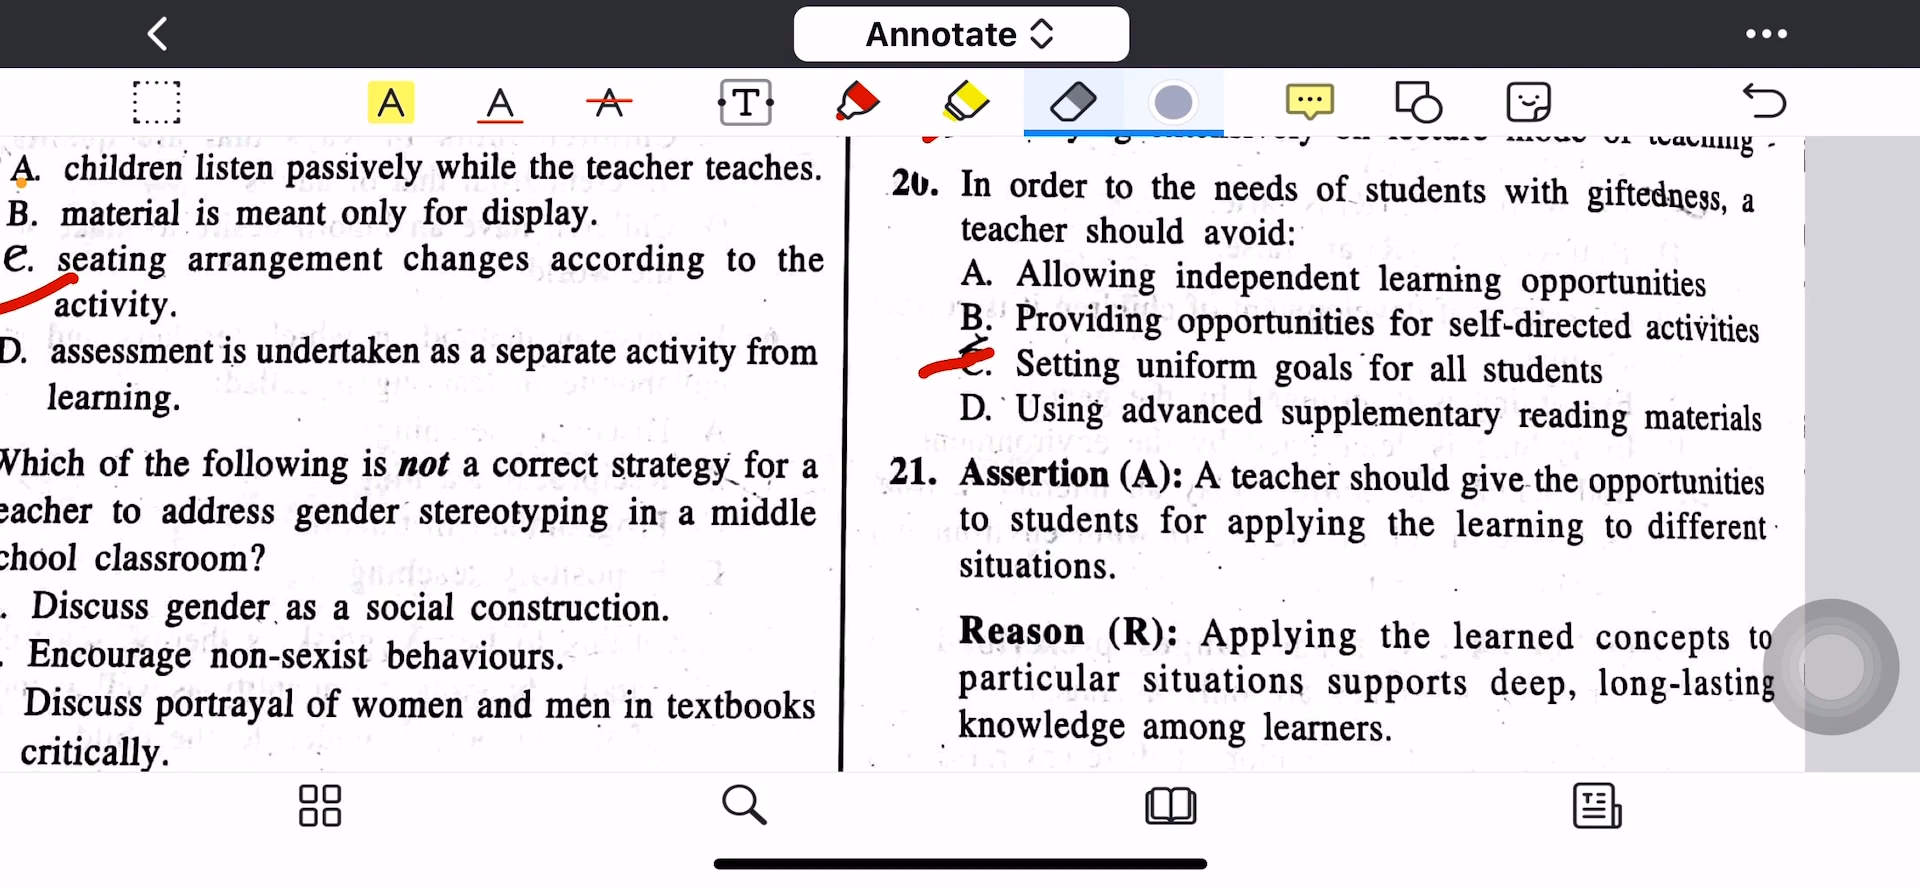 Annotate
A. children listen passively while the teacher teaches.
B. material is meant only for display.
C. seating arrangement changes according to the
activity.
D. assessment is undertaken as a separate activity from
learning.
Which of the following is not a correct strategy for a
eacher to address gender stereotyping in a middle
chool classroom?
. Discuss gender as a social construction.
. Encourage non-sexist behaviours.
Discuss portrayal of women and men in textbooks
critically.
mode of teaching
20. In order to the needs of students with giftedness, a
teacher should avoid:
A. Allowing independent learning opportunities
B. Providing opportunities for self-directed activities
C. Setting uniform goals for all students
D. Using advanced supplementary reading materials
21. Assertion (A): A teacher should give the opportunities
to students for applying the learning to different
situations.
Reason (R): Applying the learned concepts to
particular situations supports deep, long-lasting
knowledge among learners.